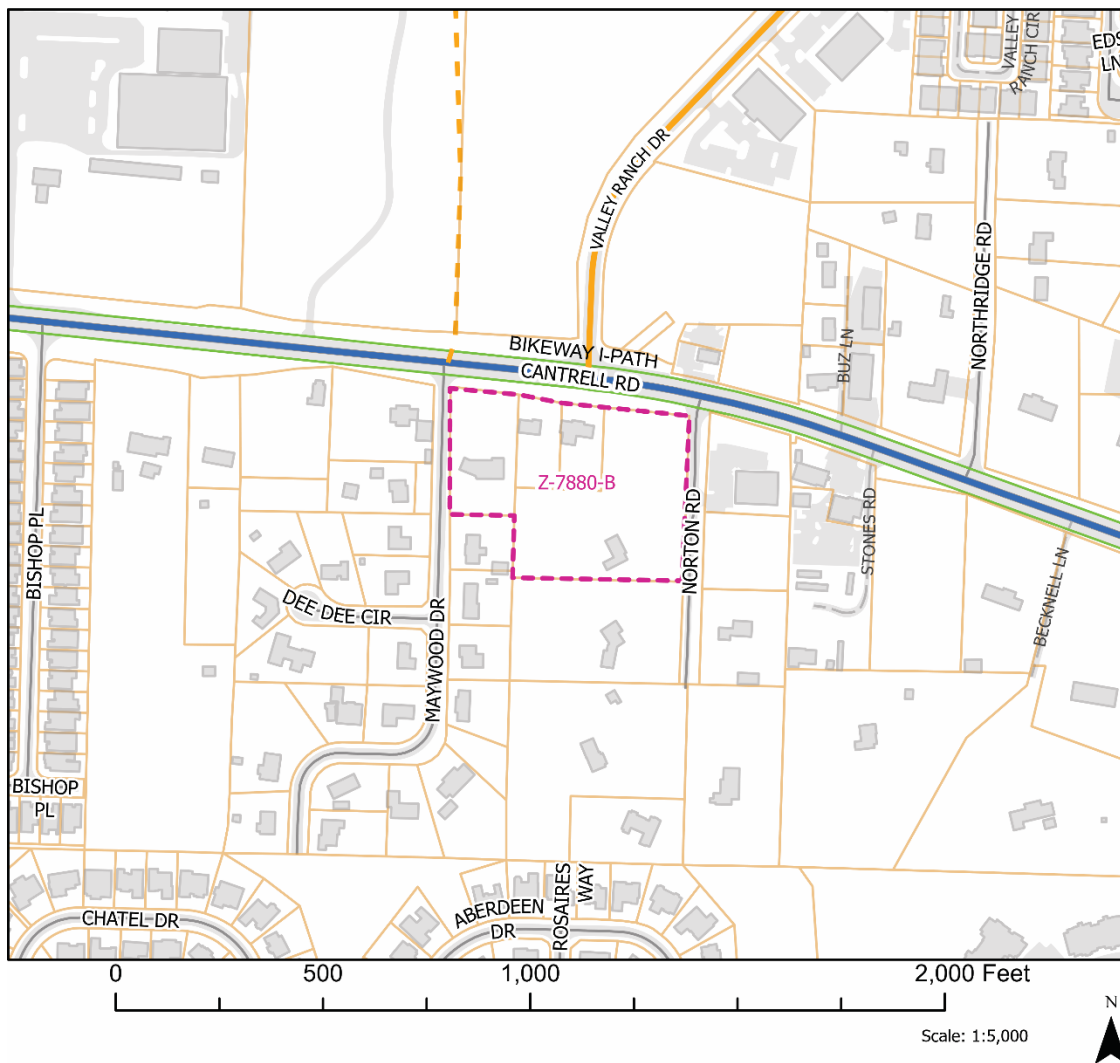 VALLEY
RANCH CIR
EDS
LN
VALLEY RANCH DR
NORTHRIDGE RD
BUZ LN
BIKEWAY I-PATH
CANTRELL RD
Z-7880-B
NORTON RD
STONES RD
BECKNELL LN
BISHOP PL
DEE DEE CIR
MAYWOOD DR
BISHOP
PL
CHATEL DR
ABERDEEN
DR
ROSAIRES
WAY
0 500 1,000 2,000 Feet
Scale: 1:5,000
N